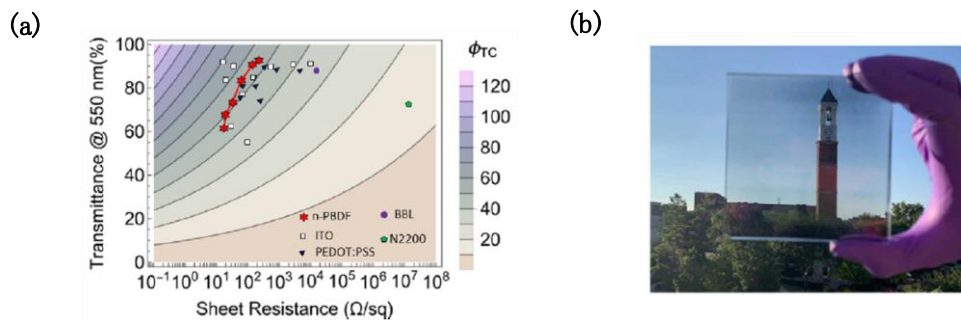 (a)
(b)
Transmittance @ 550 nm(%)
100
80
60
40
20
0
n-PBDF
ITO
PEDOT:PSS
BBL
N2200
10⁻¹ 10⁰ 10¹ 10² 10³ 10⁴ 10⁵ 10⁶ 10⁷ 10⁸
Sheet Resistance (Ω/sq)
ϕTC
120
100
80
60
40
20